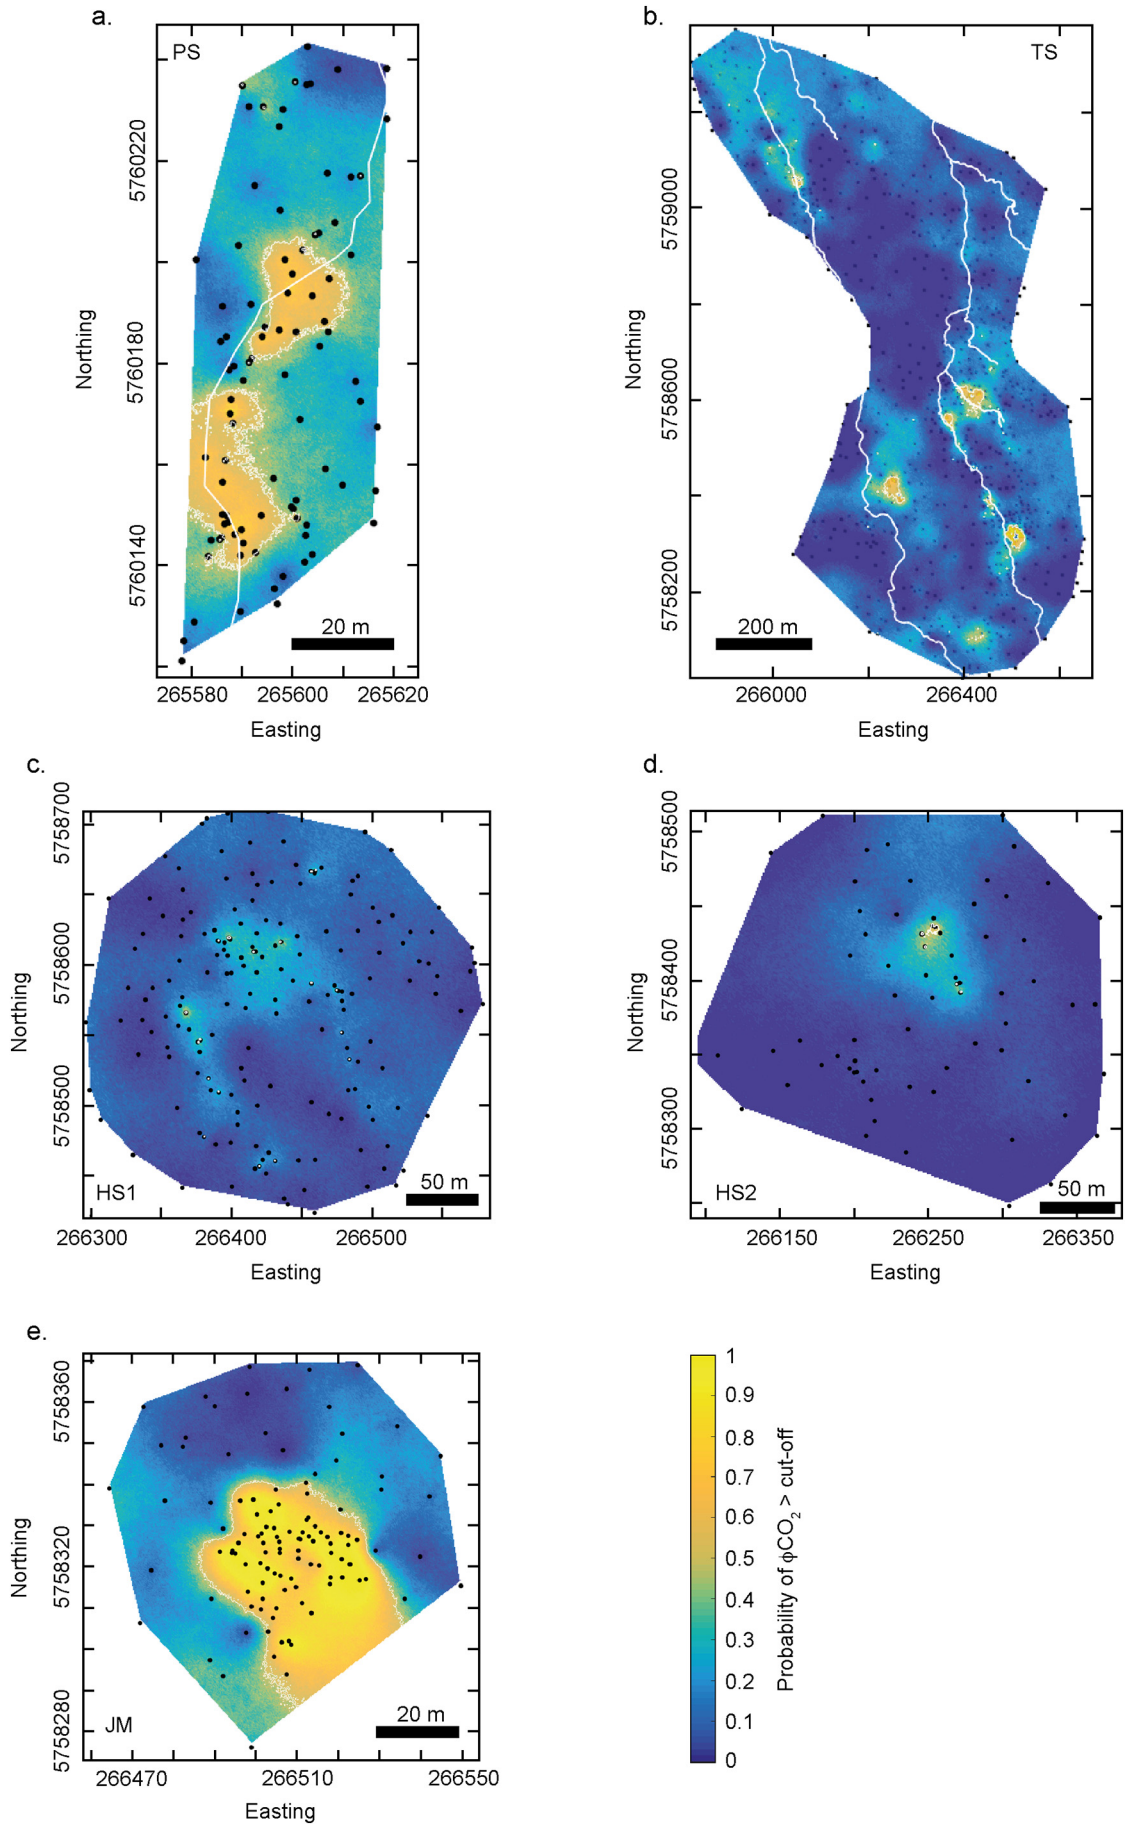 a.
PS
5760220
5760180
5760140
Northing
20 m
265580 265600 265620
Easting
b.
TS
5759000
5758600
5758200
Northing
200 m
266000 266400
Easting
c.
5758700
5758600
5758500
Northing
HS1
50 m
266300 266400 266500
Easting
d.
5758500
5758400
5758300
Northing
HS2
50 m
266150 266250 266350
Easting
e.
5758360
5758320
5758280
Northing
JM
20 m
266470 266510 266550
Easting
1
0.9
0.8
0.7
0.6
0.5
0.4
0.3
0.2
0.1
0
Probability of ϕCO₂ > cut-off